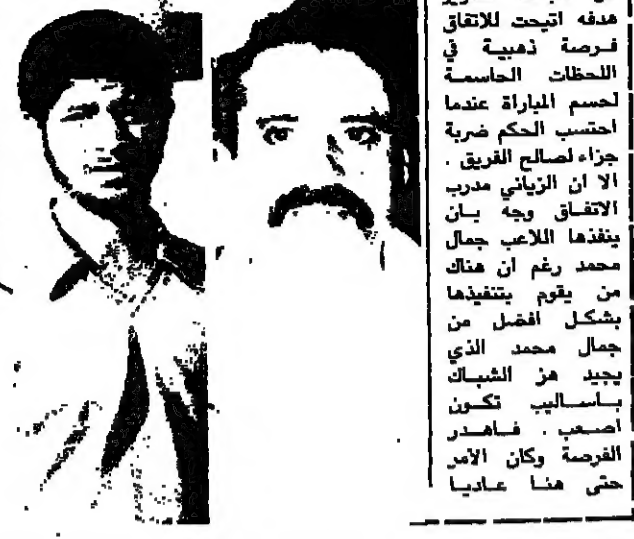 هدفه اتيحت للاتفاق
فرصة ذهبية في
اللحظات الحاسمة
لحسم المباراة عندما
احتسب الحكم ضربة
جزاء لصالح الفريق .
الا ان الزياني مدرب
الاتفاق وجه بان
ينفذها اللاعب جمال
محمد رغم ان هناك
من يقوم بتنفيذها
بشكل افضل من
جمال محمد الذي
يجيد هز الشباك
باساليب تكون
اصعب . فاهدر
الفرصة وكان الأمر
حتى هنا عاديا